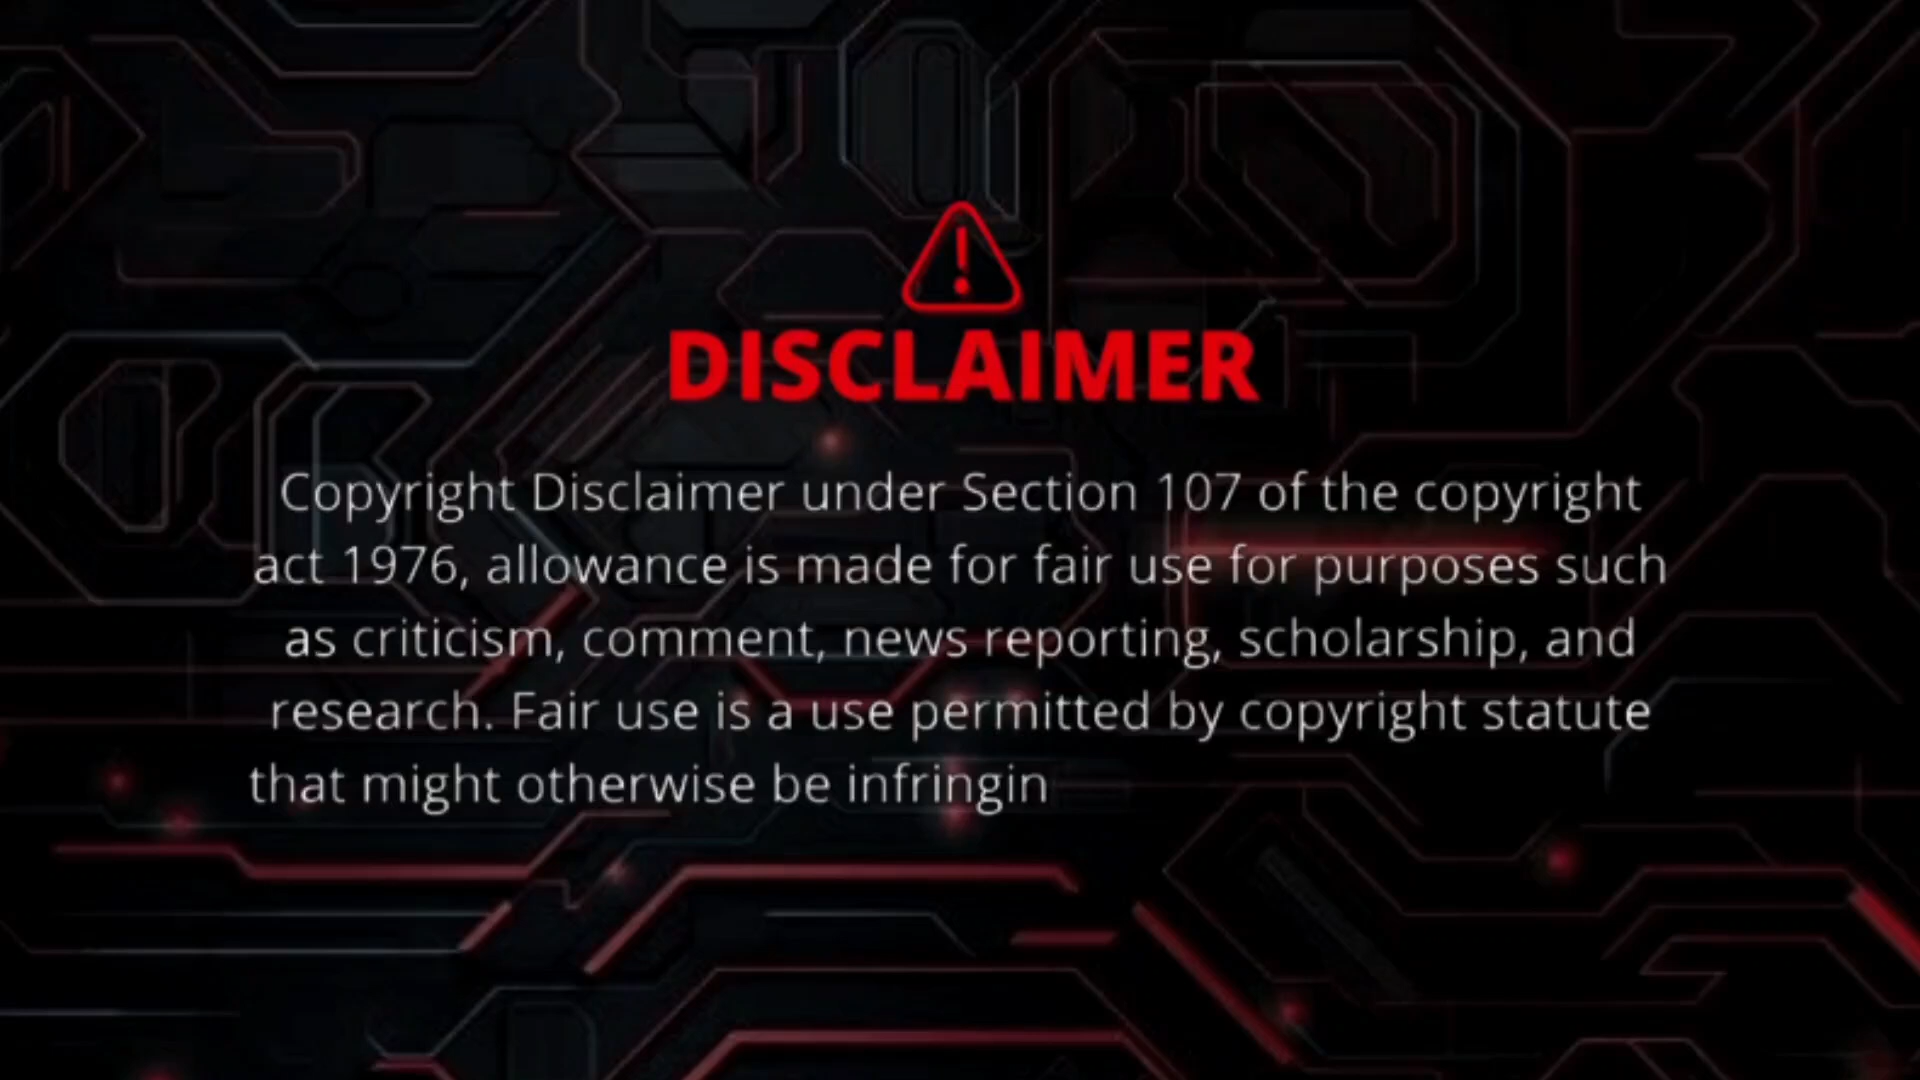 DISCLAIMER
Copyright Disclaimer under Section 107 of the copyright
act 1976, allowance is made for fair use for purposes such
as criticism, comment, news reporting, scholarship, and
research. Fair use is a use permitted by copyright statute
that might otherwise be infringin